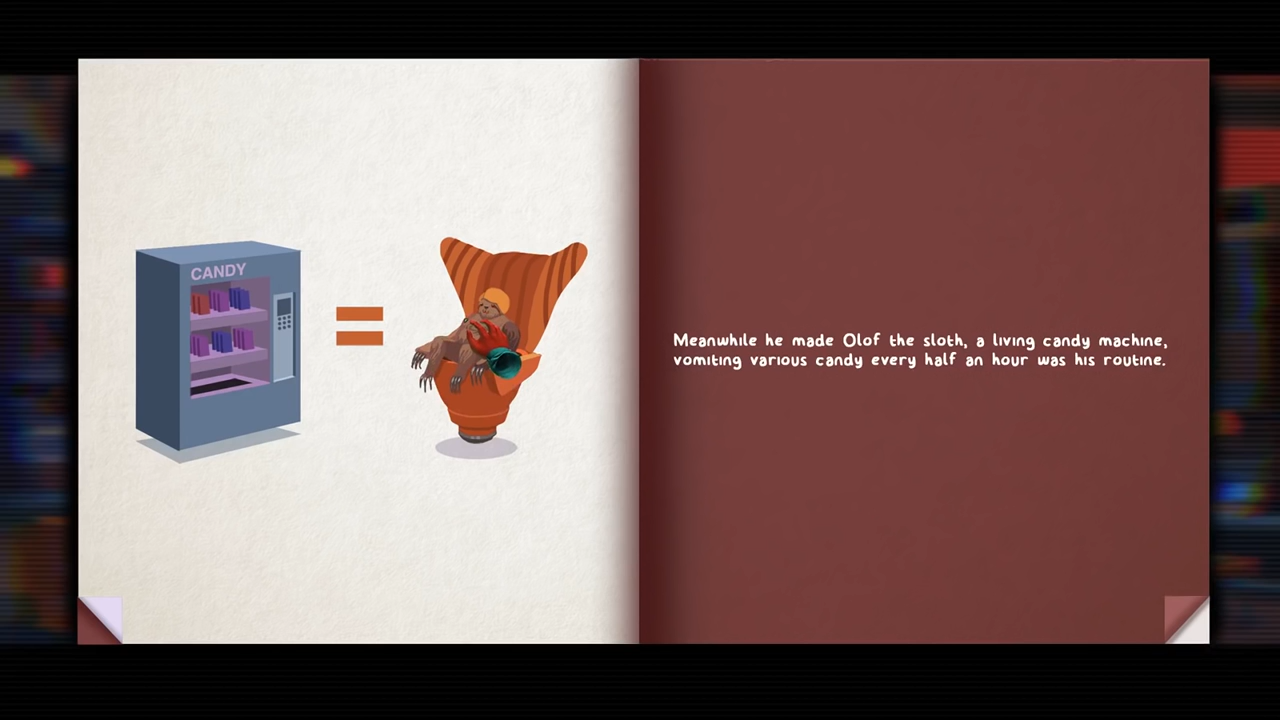 CANDY
Meanwhile he made Olof the sloth, a living candy machine,
vomiting various candy every half an hour was his routine.